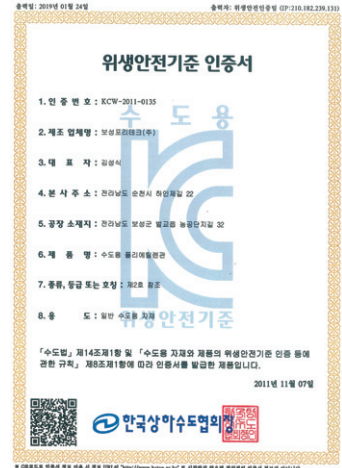 출력일: 2019년 01월 24일 출력자: 위생안전인증팀 (IP:210.182.239.131)
위생안전기준 인증서
수 도 용
1. 인 증 번 호 : KCW-2011-0135
2. 제조 업체명 : 보성포리테크(주)
3. 대 표 자 : 김성식
4. 본 사 주 소 : 전라남도 순천시 하인제길 22
5. 공장 소재지 : 전라남도 보성군 벌교읍 농공단지길 32
6. 제 품 명 : 수도용 폴리에틸렌관
7. 종류, 등급 또는 호칭 : 제2호 참조
8. 용 도 : 일반 수도용 자재
위생안전기준
「수도법」 제14조제1항 및 「수도용 자재와 제품의 위생안전기준 인증 등에
관한 규칙」 제8조제1항에 따라 인증서를 발급한 제품입니다.
2011년 11월 07일
한국상하수도협회장